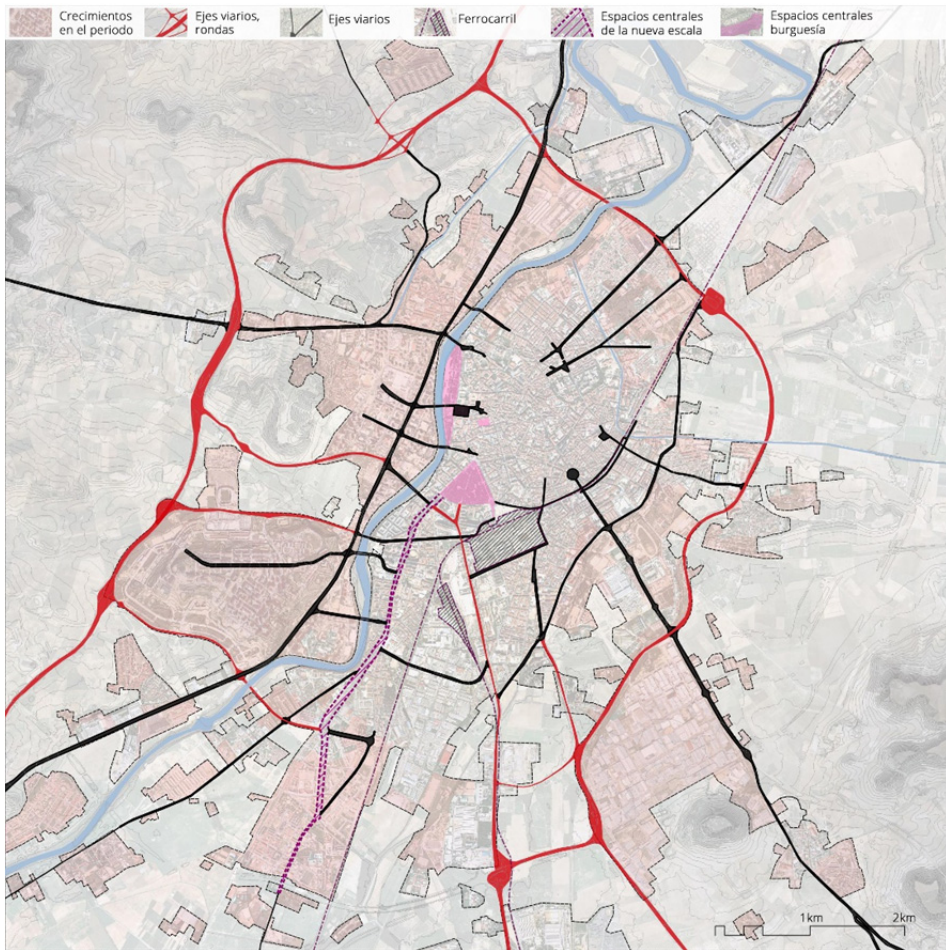 Crecimientos
en el periodo
Ejes viarios,
rondas
Ejes viarios
Ferrocarril
Espacios centrales
de la nueva escala
Espacios centrales
burguesía
1km
2km